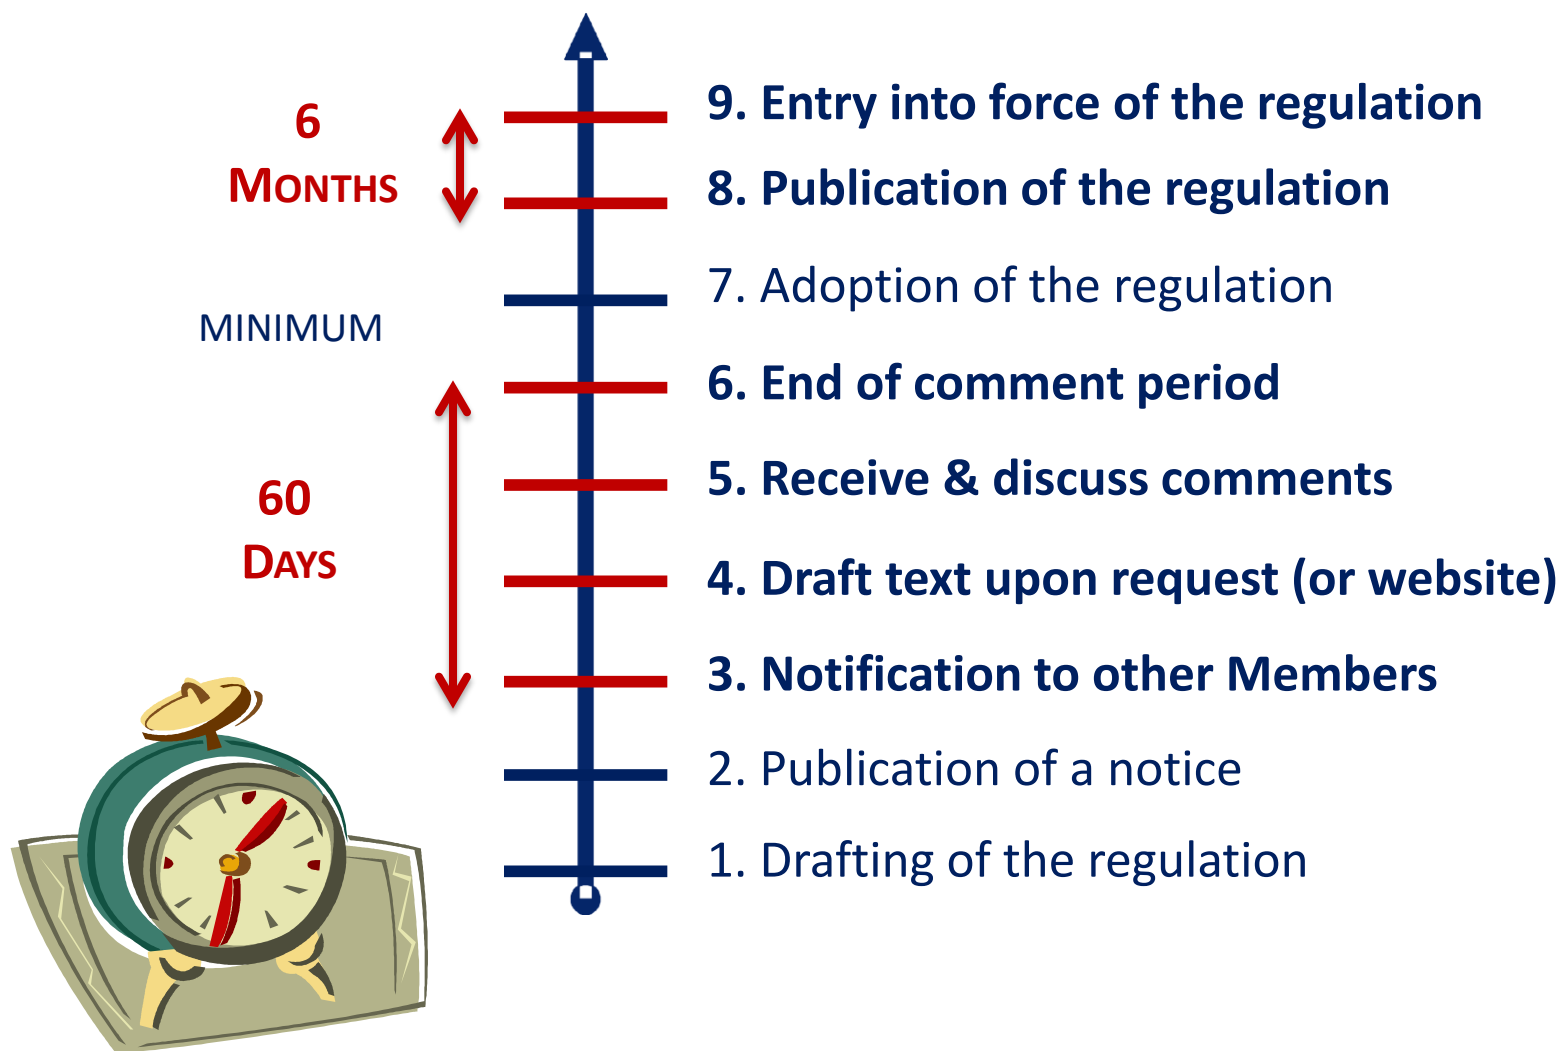 9. Entry into force of the regulation
6
MONTHS
8. Publication of the regulation
7. Adoption of the regulation
MINIMUM
6. End of comment period
5. Receive & discuss comments
60
DAYS
4. Draft text upon request (or website)
3. Notification to other Members
2. Publication of a notice
1. Drafting of the regulation